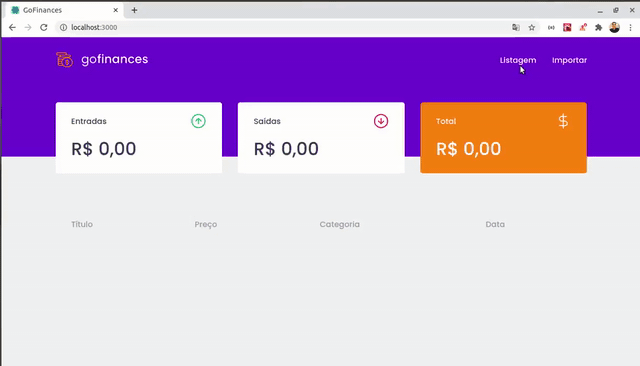 GoFinances
localhost:3000
gofinances
Listagem Importar
Entradas
R$ 0,00
Saídas
R$ 0,00
Total
R$ 0,00
Título Preço Categoria Data